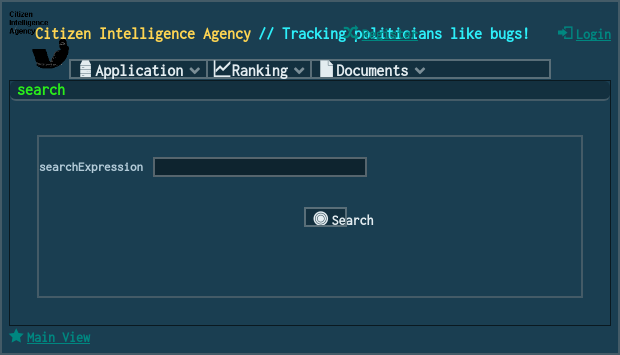 Citizen
Intelligence
Agency
Citizen Intelligence Agency // Tracking politicians like bugs!
Login
Application Ranking Documents
search
searchExpression
Search
Main View